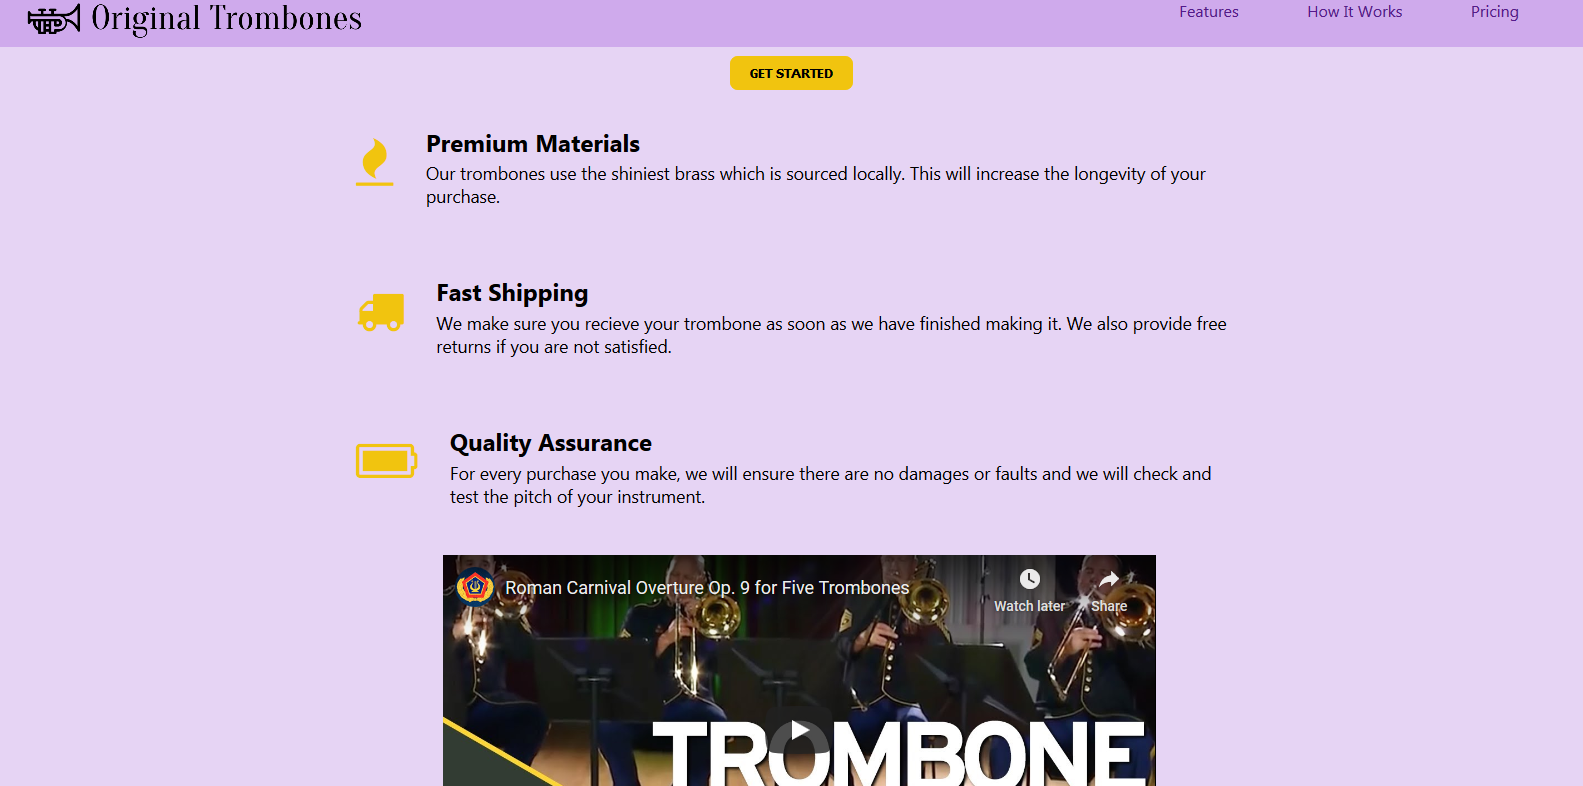 Original Trombones
Features
How It Works
Pricing
GET STARTED
Premium Materials
Our trombones use the shiniest brass which is sourced locally. This will increase the longevity of your
purchase.
Fast Shipping
We make sure you recieve your trombone as soon as we have finished making it. We also provide free
returns if you are not satisfied.
Quality Assurance
For every purchase you make, we will ensure there are no damages or faults and we will check and
test the pitch of your instrument.
Roman Carnival Overture Op. 9 for Five Trombones
Watch later
Share
TROMBONE